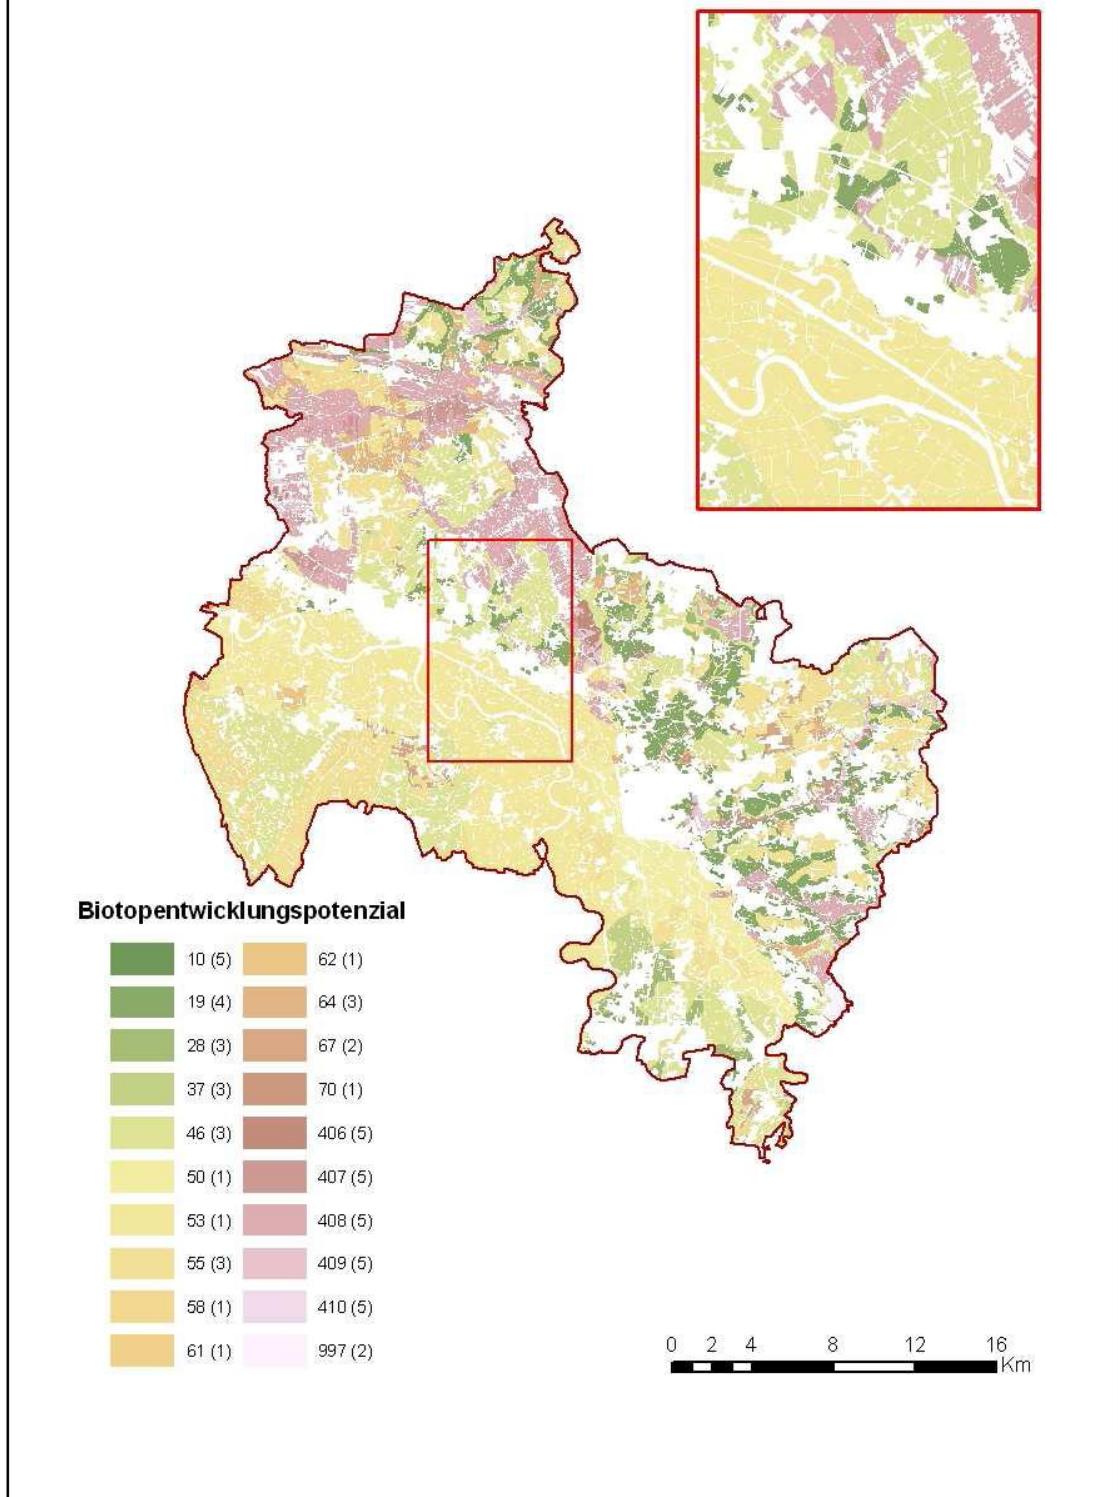 Biotopentwicklungspotenzial
10 (5) 62 (1)
19 (4) 64 (3)
28 (3) 67 (2)
37 (3) 70 (1)
46 (3) 406 (5)
50 (1) 407 (5)
53 (1) 408 (5)
55 (3) 409 (5)
58 (1) 410 (5)
61 (1) 997 (2)
0 2 4 8 12 16
Km